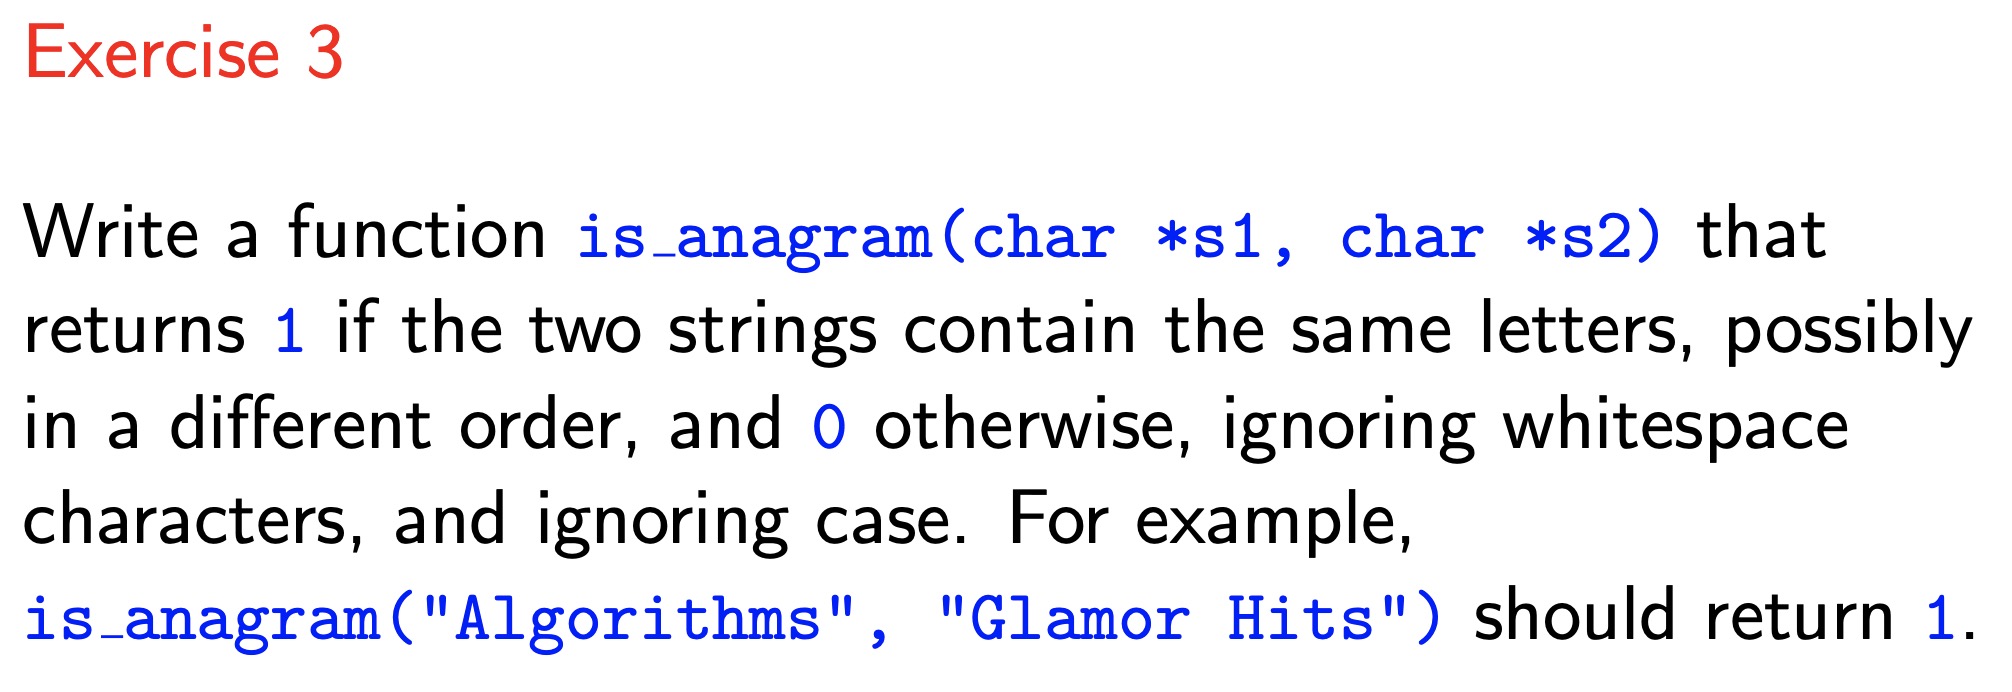 Exercise 3
Write a function is_anagram(char *s1, char *s2) that
returns 1 if the two strings contain the same letters, possibly
in a different order, and 0 otherwise, ignoring whitespace
characters, and ignoring case. For example,
is_anagram("Algorithms", "Glamor Hits") should return 1.